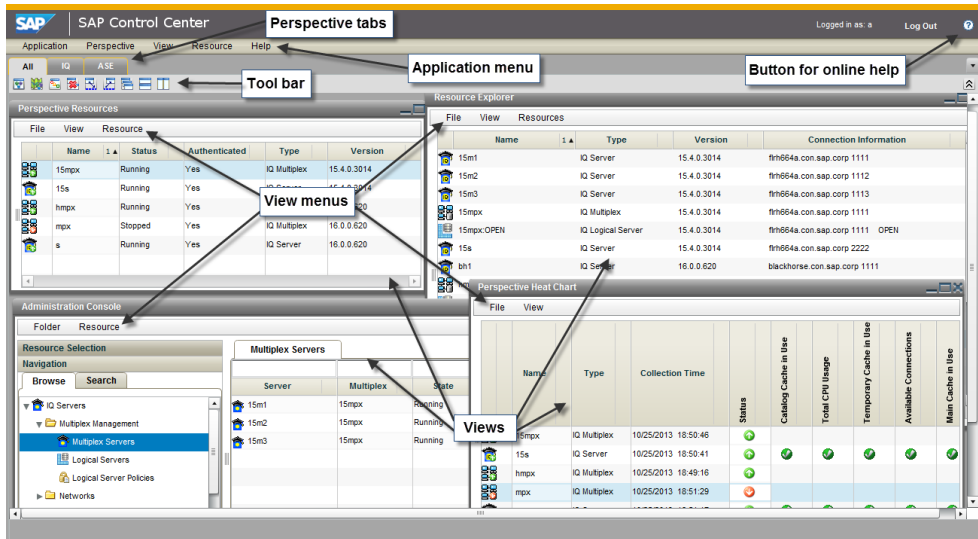 SAP SAP Control Center
Perspective tabs
Logged in as: a Log Out ?
Application Perspective View Resource Help
All IQ ASE
Application menu
Button for online help
Tool bar
Perspective Resources
File View Resource
Name 1 Status Authenticated Type Version
15mpx Running Yes IQ Multiplex 15.4.0.3014
15s Running Yes
hmpx Running Yes
mpx Stopped Yes IQ Multiplex 16.0.0.620
s Running Yes IQ Server 16.0.0.620
View menus
Resource Explorer
File View Resources
Name 1 Type Version Connection Information
15m1 IQ Server 15.4.0.3014 flrh664a.con.sap.corp 1111
15m2 IQ Server 15.4.0.3014 flrh664a.con.sap.corp 1112
15m3 IQ Server 15.4.0.3014 flrh664a.con.sap.corp 1113
15mpx IQ Multiplex 15.4.0.3014 flrh664a.con.sap.corp 1111
15mpx:OPEN IQ Logical Server 15.4.0.3014 flrh664a.con.sap.corp 1111 OPEN
15s IQ Server 15.4.0.3014 flrh664a.con.sap.corp 2222
bh1 IQ Server 16.0.0.620 blackhorse.con.sap.corp 1111
Administration Console
Folder Resource
Resource Selection
Navigation
Browse Search
IQ Servers
Multiplex Management
Multiplex Servers
Logical Servers
Logical Server Policies
Networks
Multiplex Servers
Server Multiplex State
15m1 15mpx Running
15m2 15mpx Running
15m3 15mpx Running
Views
Perspective Heat Chart
File View
Name Type Collection Time Status Catalog Cache in Use Total CPU Usage Temporary Cache in Use Available Connections Main Cache in Use
15mpx IQ Multiplex 10/25/2013 18:50:46
15s IQ Server 10/25/2013 18:50:41
hmpx IQ Multiplex 10/25/2013 18:49:16
mpx IQ Multiplex 10/25/2013 18:51:29